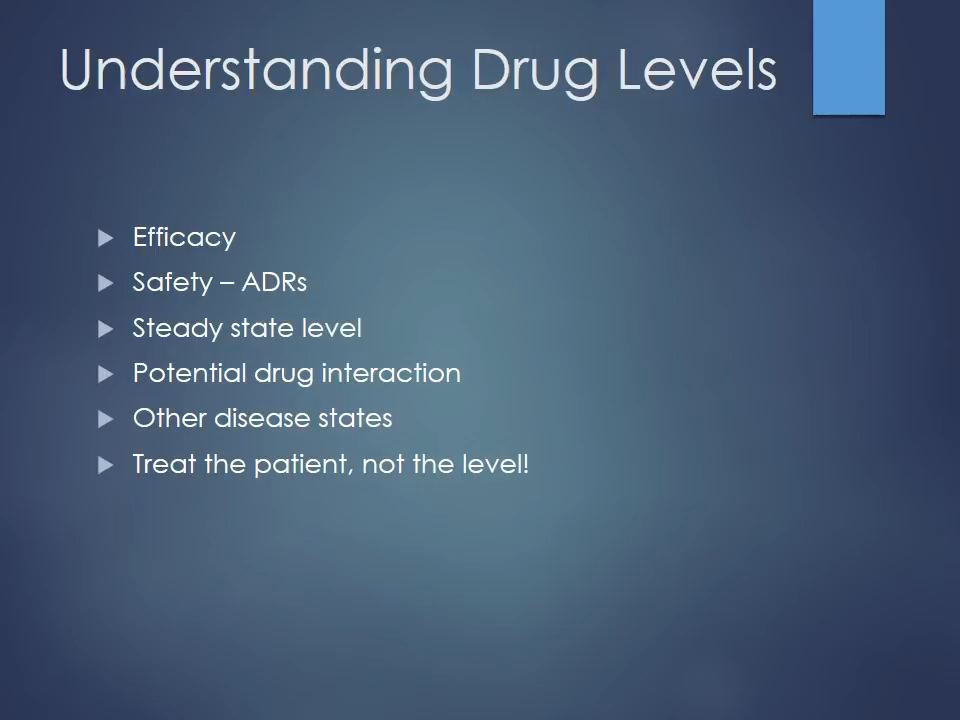 Understanding Drug Levels
Efficacy
Safety – ADRs
Steady state level
Potential drug interaction
Other disease states
Treat the patient, not the level!